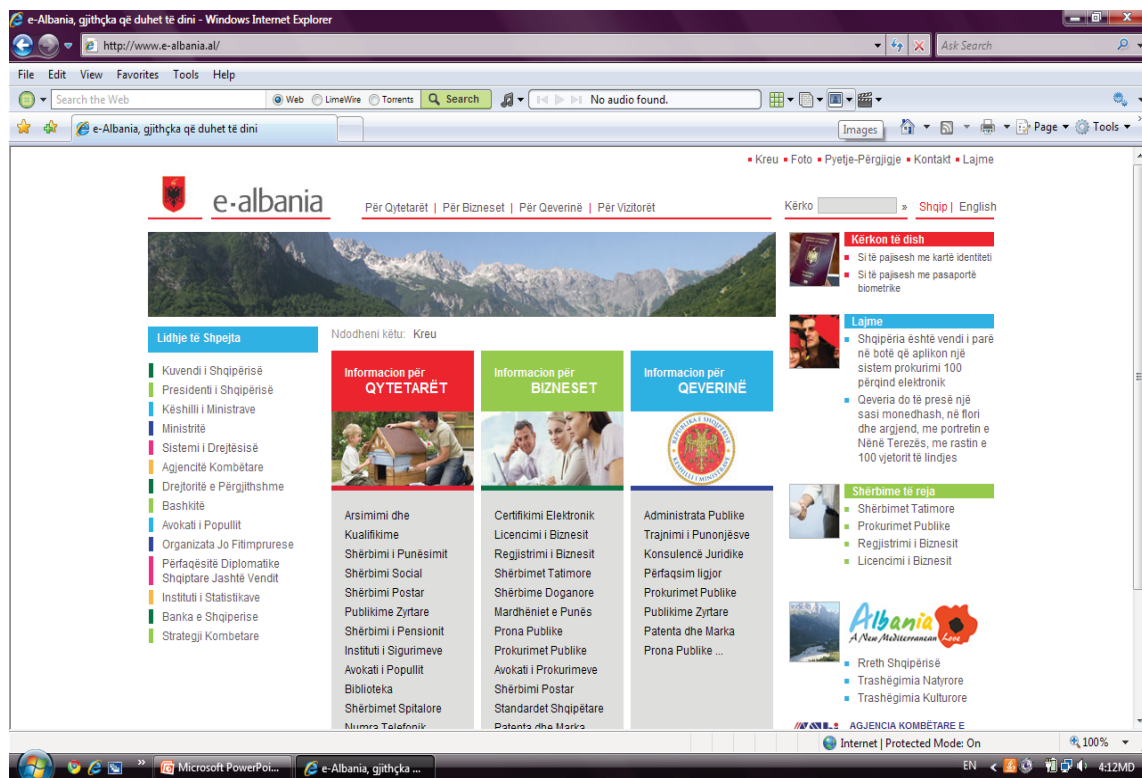 e-Albania, gjithçka që duhet të dini - Windows Internet Explorer
http://www.e-albania.al/
Ask Search
File Edit View Favorites Tools Help
Search the Web Web LimeWire Torrents Search No audio found.
e-Albania, gjithçka që duhet të dini Images Page Tools
Kreu Foto Pyetje-Përgjigje Kontakt Lajme
e-albania
Për Qytetarët | Për Bizneset | Për Qeverinë | Për Vizitorët
Kërko » Shqip | English
Lidhje të Shpejta
Kuvendi i Shqipërisë
Presidenti i Shqipërisë
Këshilli i Ministrave
Ministritë
Sistemi i Drejtësisë
Agjencitë Kombëtare
Drejtoritë e Përgjithshme
Bashkitë
Avokati i Popullit
Organizata Jo Fitimprurese
Përfaqësitë Diplomatike
Shqiptare Jashtë Vendit
Instituti i Statistikave
Banka e Shqiperise
Strategji Kombetare
Ndodheni këtu: Kreu
Informacion për
QYTETARËT
Arsimimi dhe
Kualifikime
Shërbimi i Punësimit
Shërbimi Social
Shërbimi Postar
Publikime Zyrtare
Shërbimi i Pensionit
Instituti i Sigurimeve
Avokati i Popullit
Biblioteka
Shërbimet Spitalore
Numra Telefonik
Informacion për
BIZNESET
Certifikimi Elektronik
Licencimi i Biznesit
Regjistrimi i Biznesit
Shërbimet Tatimore
Shërbime Doganore
Mardhëniet e Punës
Prona Publike
Prokurimet Publike
Avokati i Prokurimeve
Shërbimi Postar
Standardet Shqipëtare
Patenta dhe Marka
Informacion për
QEVERINË
REPUBLIKA E SHQIPËRISË
KËSHILLI I MINISTRAVE
Administrata Publike
Trajnimi i Punonjësve
Konsulencë Juridike
Përfaqsim ligjor
Prokurimet Publike
Publikime Zyrtare
Patenta dhe Marka
Prona Publike ...
Kërkon të dish
Si të pajisesh me kartë identiteti
Si të pajisesh me pasaportë
biometrike
Lajme
Shqipëria është vendi i parë
në botë që aplikon një
sistem prokurimi 100
përqind elektronik
Qeveria do të presë një
sasi monedhash, në flori
dhe argjend, me portretin e
Nënë Terezës, me rastin e
100 vjetorit të lindjes
Shërbime të reja
Shërbimet Tatimore
Prokurimet Publike
Regjistrimi i Biznesit
Licencimi i Biznesit
Albania
A New Mediterranean Love
Rreth Shqipërisë
Trashëgimia Natyrore
Trashëgimia Kulturore
AGJENCIA KOMBËTARE E
Internet | Protected Mode: On 100%
Microsoft PowerPoi... e-Albania, gjithçka ... EN 4:12MD